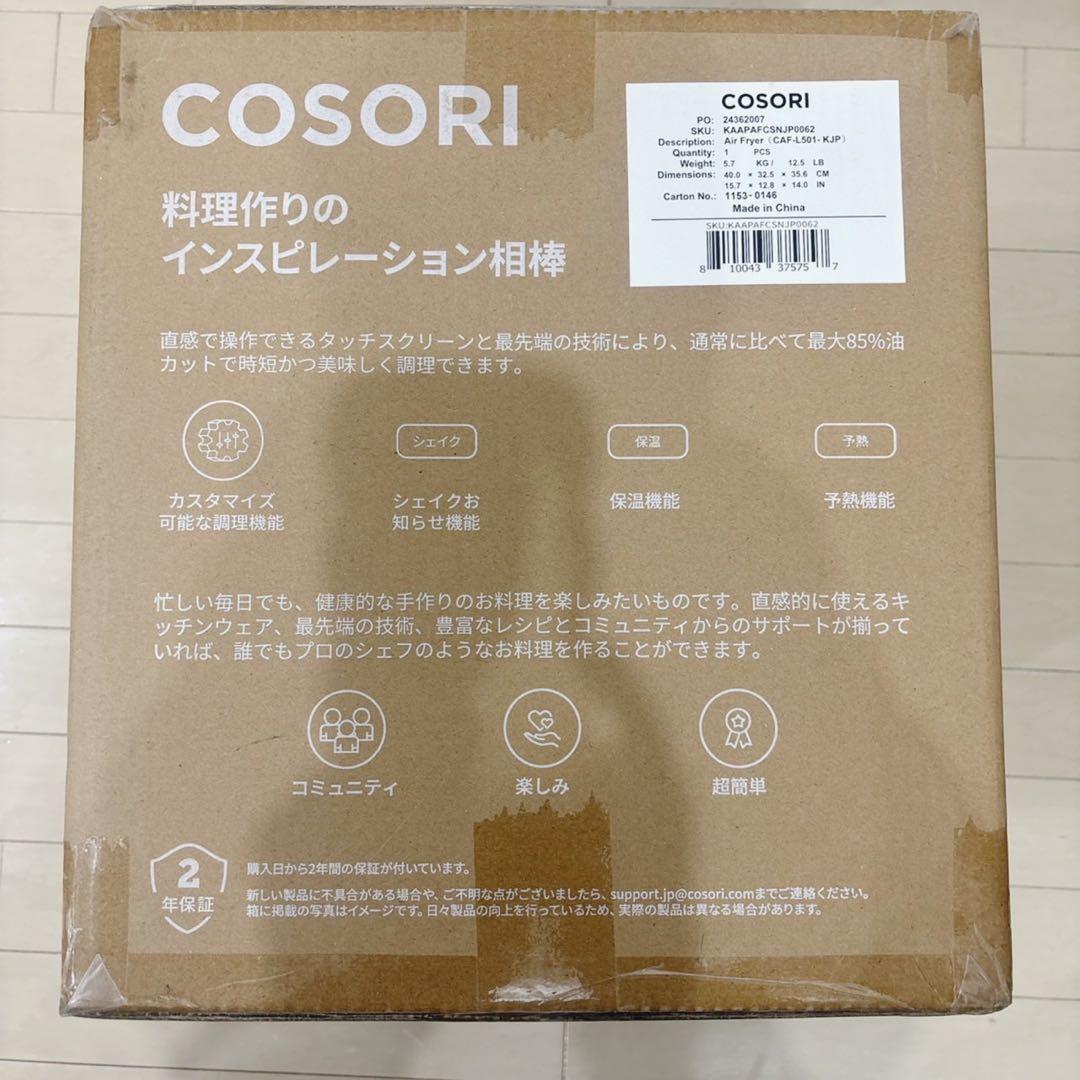 COSORI
料理作りの
インスピレーション相棒
COSORI
PO: 24362007
SKU: KAAPAFCSNJP0062
Description: Air Fryer（CAF-L501-KJP）
Quantity: 1 PCS
Weight: 5.7 KG / 12.5 LB
Dimensions: 40.0 × 32.5 × 35.6 CM
15.7 × 12.8 × 14.0 IN
Carton No.: 1153-0146
Made in China
SKU:KAAPAFCSNJP0062
8 10043 37575 7
直感で操作できるタッチスクリーンと最先端の技術により、通常に比べて最大85%油
カットで時短かつ美味しく調理できます。
シェイク 保温 予熱
カスタマイズ シェイクお 保温機能 予熱機能
可能な調理機能 知らせ機能
忙しい毎日でも、健康的な手作りのお料理を楽しみたいものです。直感的に使えるキ
ッチンウェア、最先端の技術、豊富なレシピとコミュニティからのサポートが揃って
いれば、誰でもプロのシェフのようなお料理を作ることができます。
コミュニティ 楽しみ 超簡単
2
年保証
購入日から2年間の保証が付いています。
新しい製品に不具合がある場合や、ご不明な点がございましたら、support.jp@cosori.comまでご連絡ください。
箱に掲載の写真はイメージです。日々製品の向上を行っているため、実際の製品は異なる場合があります。